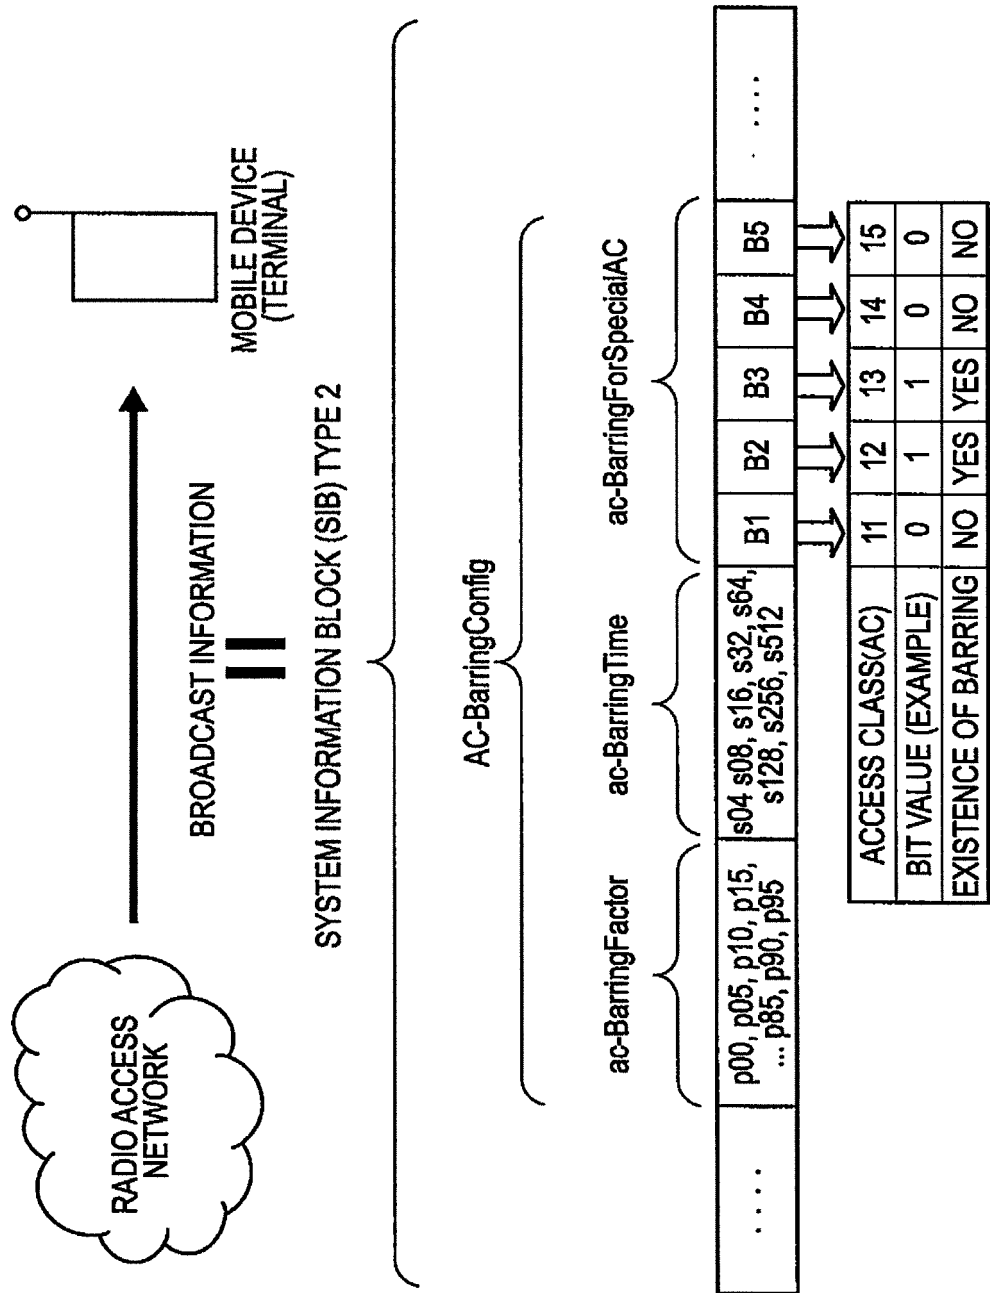 RADIO ACCESS
NETWORK
BROADCAST INFORMATION
MOBILE DEVICE
(TERMINAL)
SYSTEM INFORMATION BLOCK (SIB) TYPE 2
AC-BarringConfig
ac-BarringFactor
ac-BarringTime
ac-BarringForSpecialAC
. . . .
p00, p05, p10, p15,
... p85, p90, p95
s04 s08, s16, s32, s64,
s128, s256, s512
B1 B2 B3 B4 B5
. . . .
ACCESS CLASS(AC) 11 12 13 14 15
BIT VALUE (EXAMPLE) 0 1 1 0 0
EXISTENCE OF BARRING NO YES YES NO NO